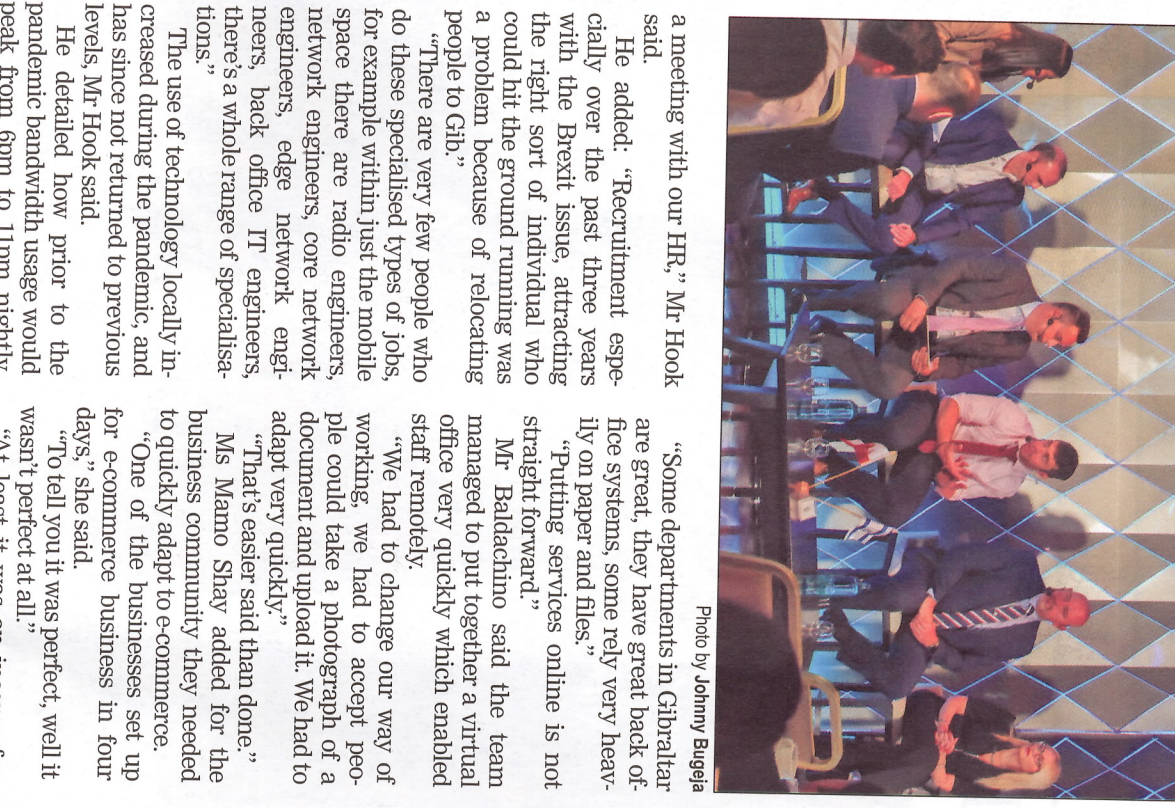 Photo by Johnny Bugeja
a meeting with our HR,” Mr Hook
said.
He added: “Recruitment espe-
cially over the past three years
with the Brexit issue, attracting
the right sort of individual who
could hit the ground running was
a problem because of relocating
people to Gib.”
“There are very few people who
do these specialised types of jobs,
for example within just the mobile
space there are radio engineers,
network engineers, core network
engineers, edge network engi-
neers, back office IT engineers,
there’s a whole range of specialisa-
tions.”
The use of technology locally in-
creased during the pandemic, and
has since not returned to previous
levels, Mr Hook said.
He detailed how prior to the
pandemic bandwidth usage would
peak from 6pm to 11pm nightly
“Some departments in Gibraltar
are great, they have great back of-
fice systems, some rely very heav-
ily on paper and files.”
“Putting services online is not
straight forward.”
Mr Baldachino said the team
managed to put together a virtual
office very quickly which enabled
staff remotely.
“We had to change our way of
working, we had to accept peo-
ple could take a photograph of a
document and upload it. We had to
adapt very quickly.”
“That’s easier said than done.”
Ms Mamo Shay added for the
business community they needed
to quickly adapt to e-commerce.
“One of the businesses set up
for e-commerce business in four
days,” she said.
“To tell you it was perfect, well it
wasn’t perfect at all.”
“At least it was